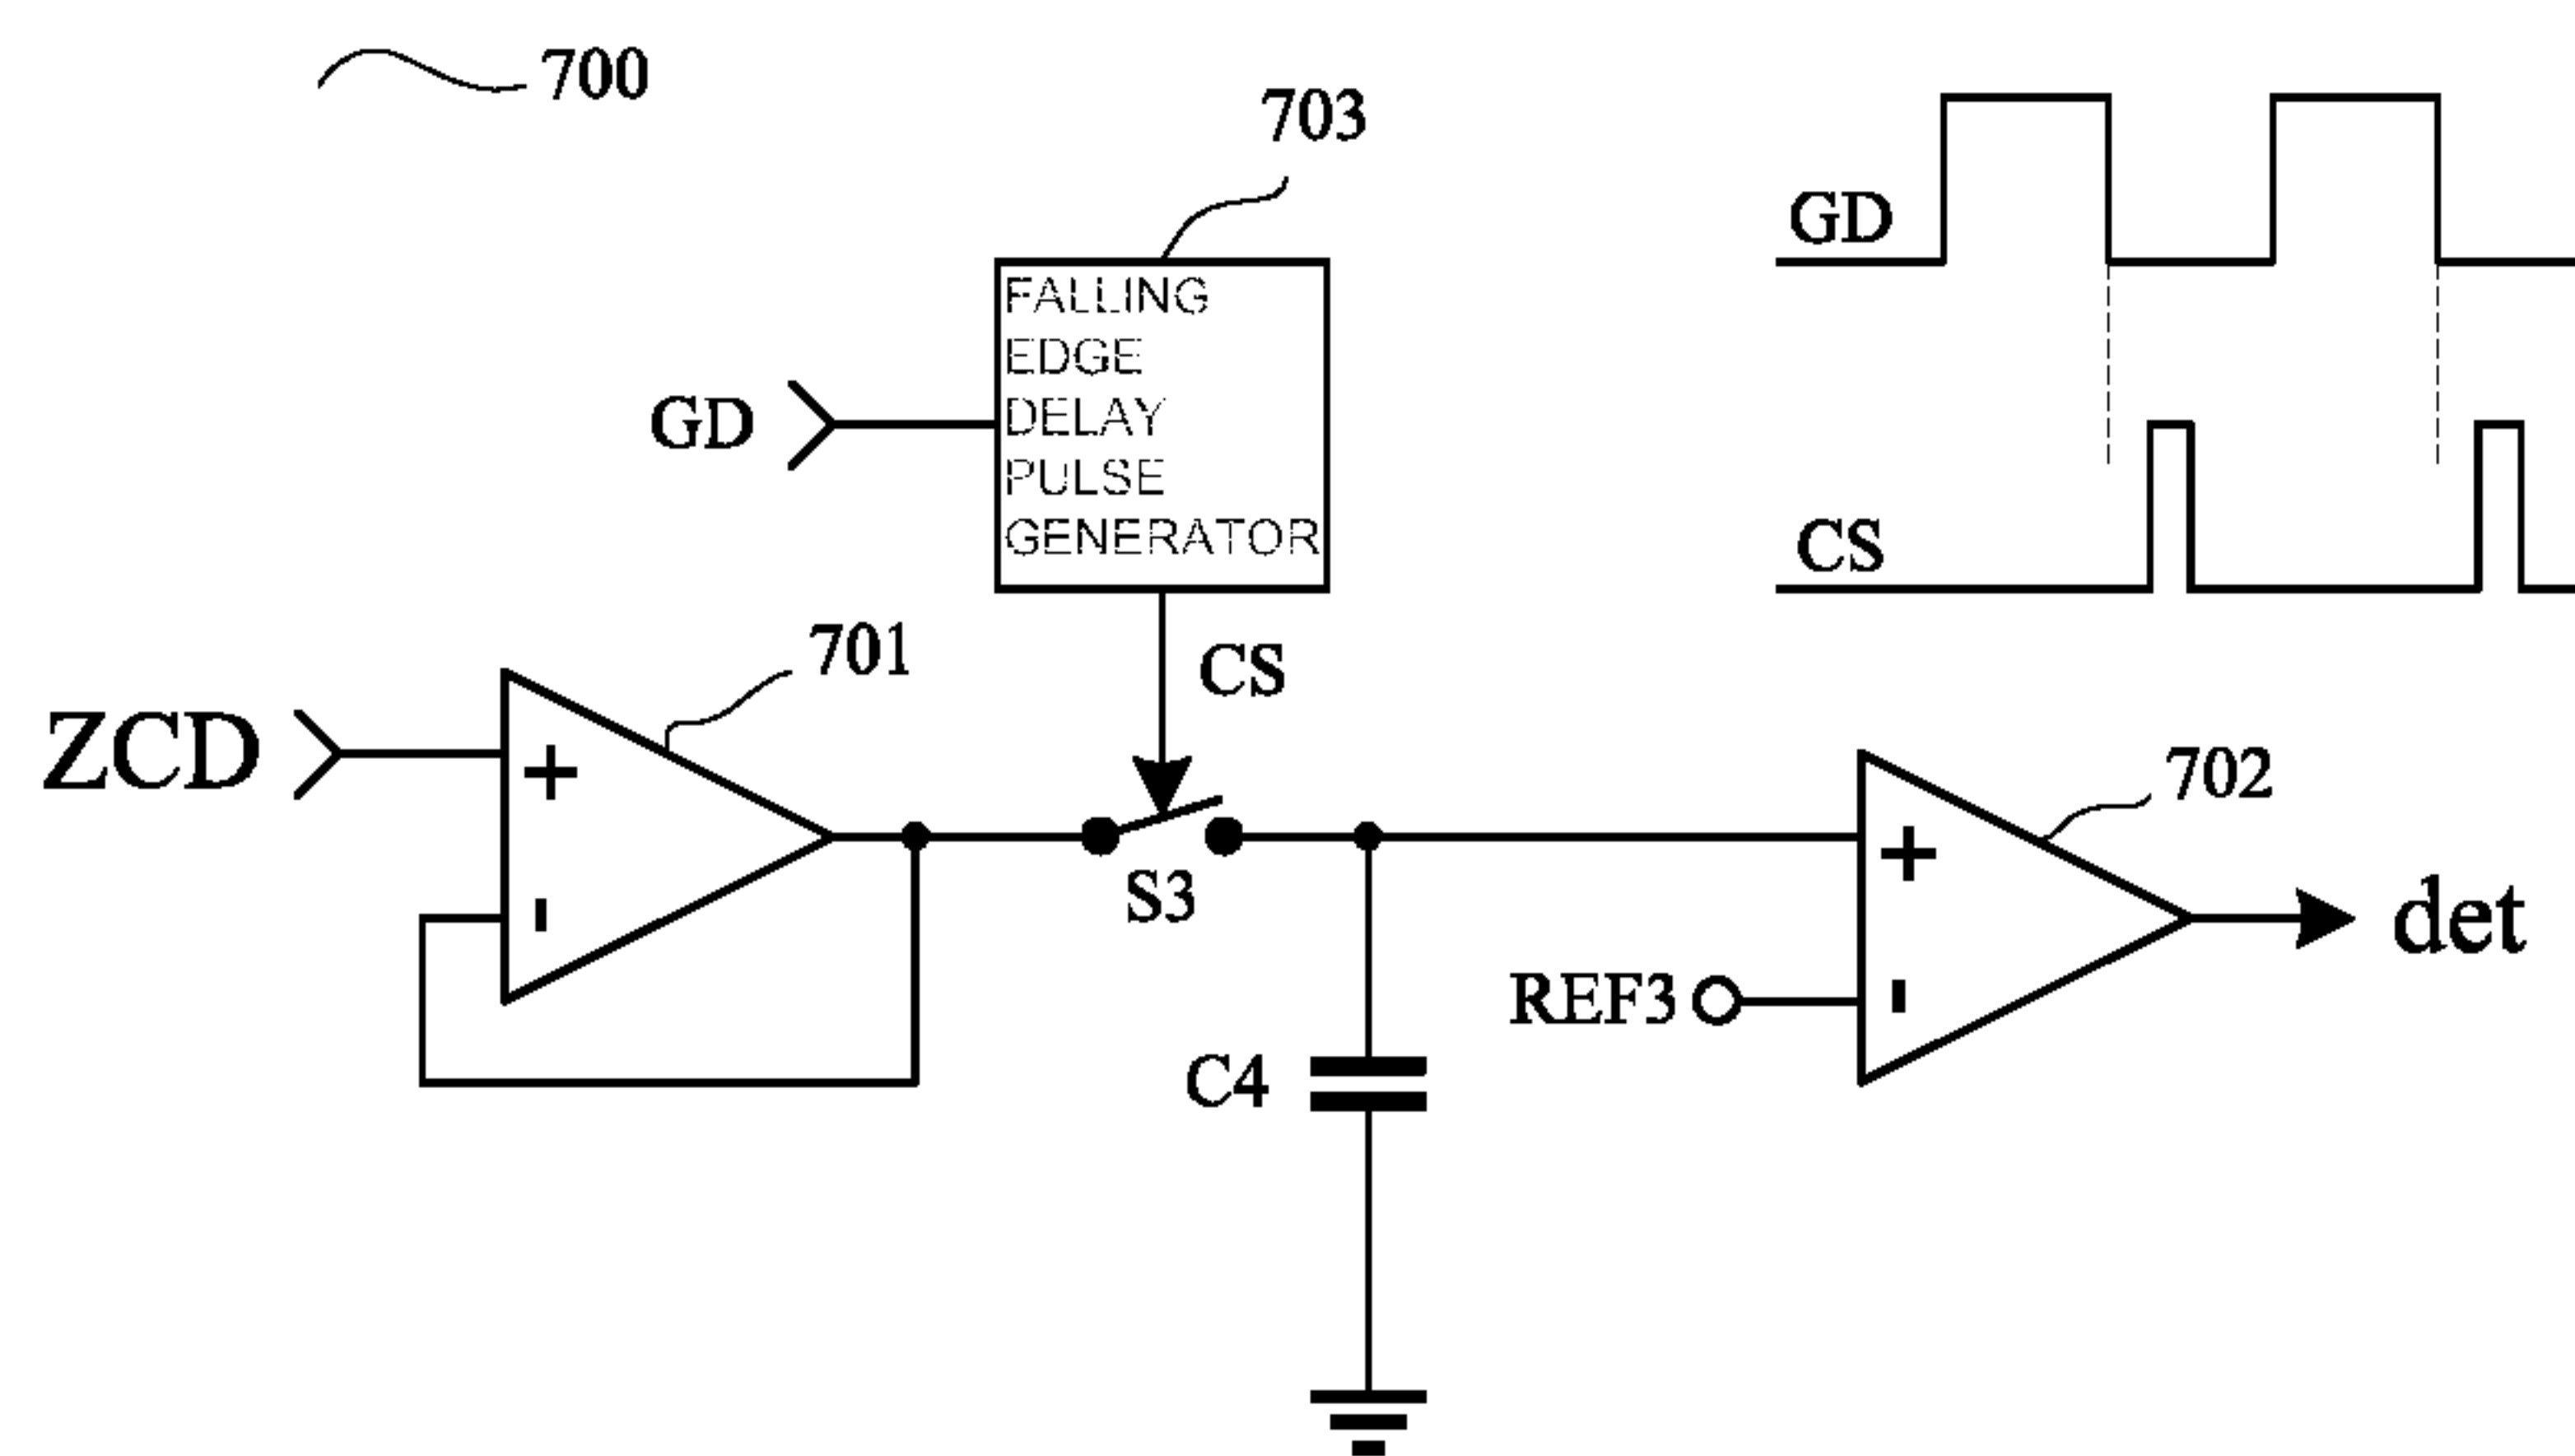 700
703
GD
FALLING
EDGE
DELAY
PULSE
GENERATOR
GD
CS
CS
701
ZCD
+
-
S3
702
+
-
det
REF3
C4